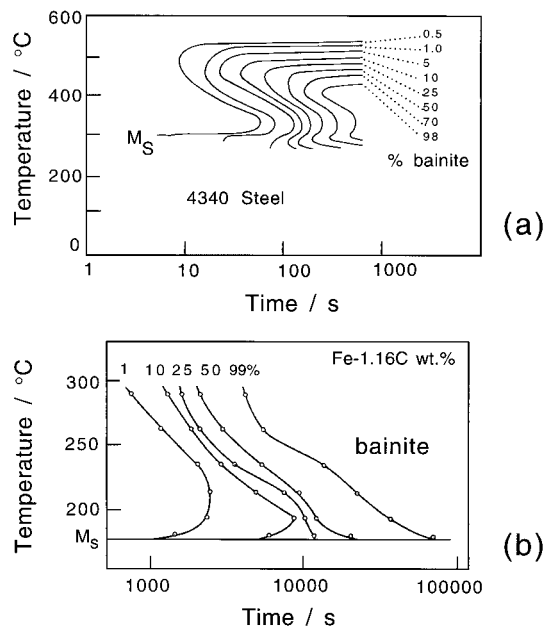 600
Temperature / °C
400
200
0
M_S
0.5
1.0
5
10
25
50
70
98
% bainite
4340 Steel
1 10 100 1000
Time / s
(a)
1 10 25 50 99%
Fe-1.16C wt.%
300
Temperature / °C
250
200
M_S
bainite
1000 10000 100000
Time / s
(b)